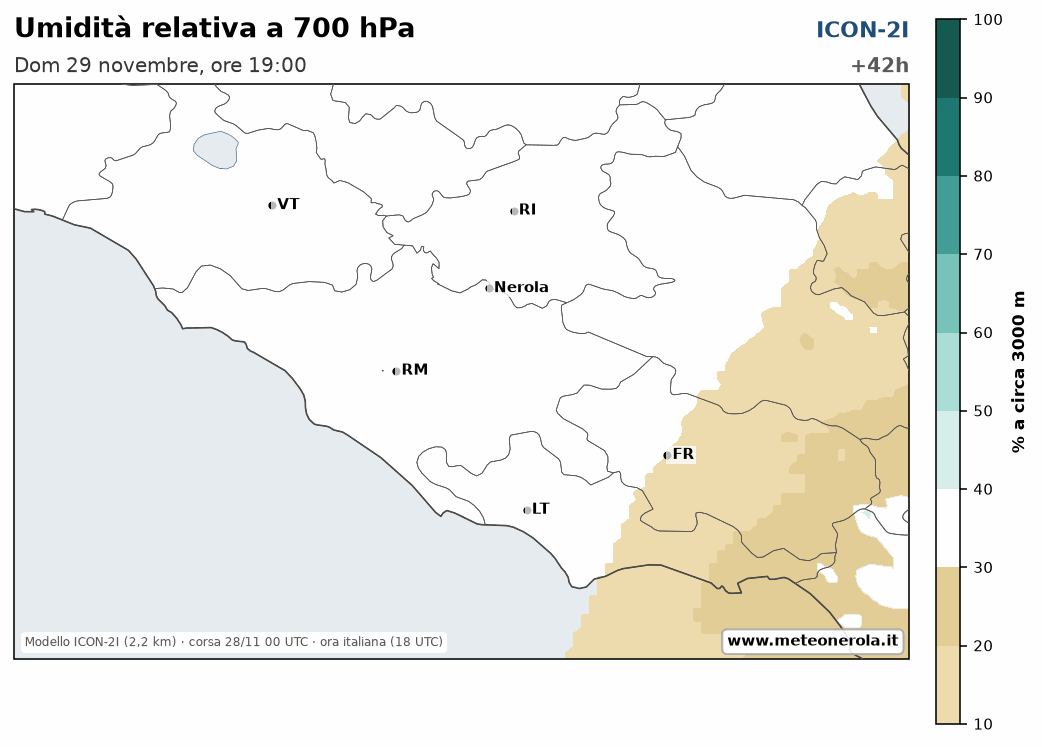 Umidità relativa a 700 hPa
ICON-2I
Dom 29 novembre, ore 19:00
+42h
100
90
80
70
60
50
40
30
20
10
% a circa 3000 m
VT
RI
Nerola
RM
FR
LT
Modello ICON-2I (2,2 km) · corsa 28/11 00 UTC · ora italiana (18 UTC)
www.meteonerola.it